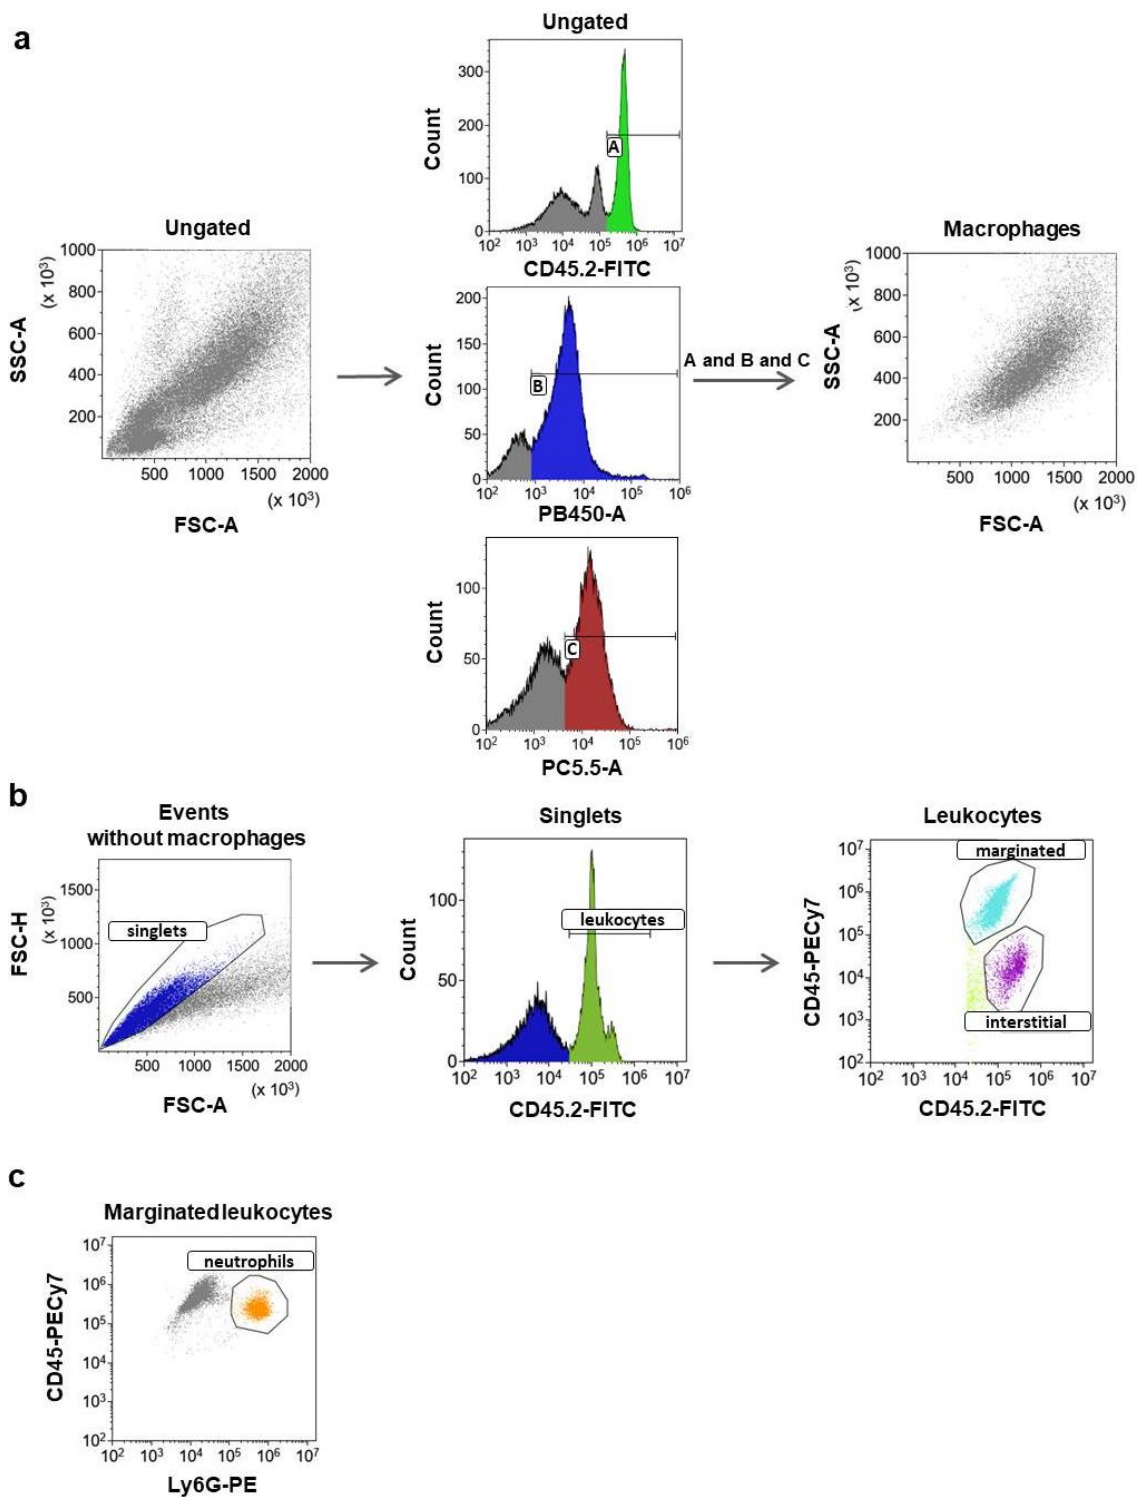 a
Ungated
300
200
100
0
Count
A
10² 10³ 10⁴ 10⁵ 10⁶ 10⁷
CD45.2-FITC
Ungated
1000
800
600
400
200
SSC-A
(x 10³)
500 1000 1500 2000
(x 10³)
FSC-A
200
150
100
50
0
Count
B
10² 10³ 10⁴ 10⁵ 10⁶
PB450-A
100
50
0
Count
C
10² 10³ 10⁴ 10⁵ 10⁶
PC5.5-A
A and B and C
Macrophages
1000
800
600
400
200
SSC-A
(x 10³)
500 1000 1500 2000
(x 10³)
FSC-A
b
Events
without macrophages
1500
1000
500
FSC-H
(x 10³)
singlets
500 1000 1500 2000
(x 10³)
FSC-A
Singlets
100
50
0
Count
leukocytes
10² 10³ 10⁴ 10⁵ 10⁶ 10⁷
CD45.2-FITC
Leukocytes
marginated
10⁷
10⁶
10⁵
10⁴
10³
10²
CD45-PECy7
interstitial
10² 10³ 10⁴ 10⁵ 10⁶ 10⁷
CD45.2-FITC
c
Marginated leukocytes
neutrophils
10⁷
10⁶
10⁵
10⁴
10³
10²
CD45-PECy7
10² 10³ 10⁴ 10⁵ 10⁶ 10⁷
Ly6G-PE